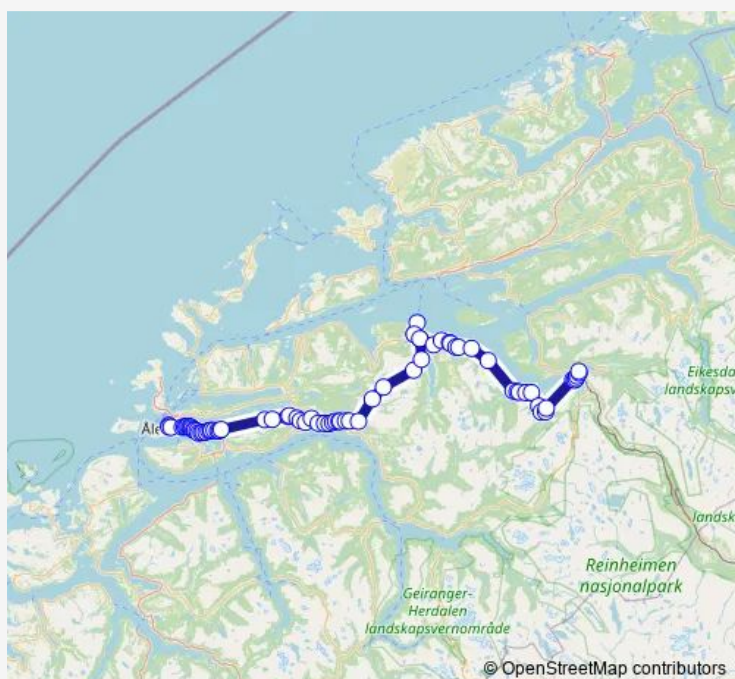 Eikesda
landskapsv
Åle
landsk
Reinheimen
nasjonalpark
Geiranger-
Herdalen
landskapsvernområde
© OpenStreetMap contributors